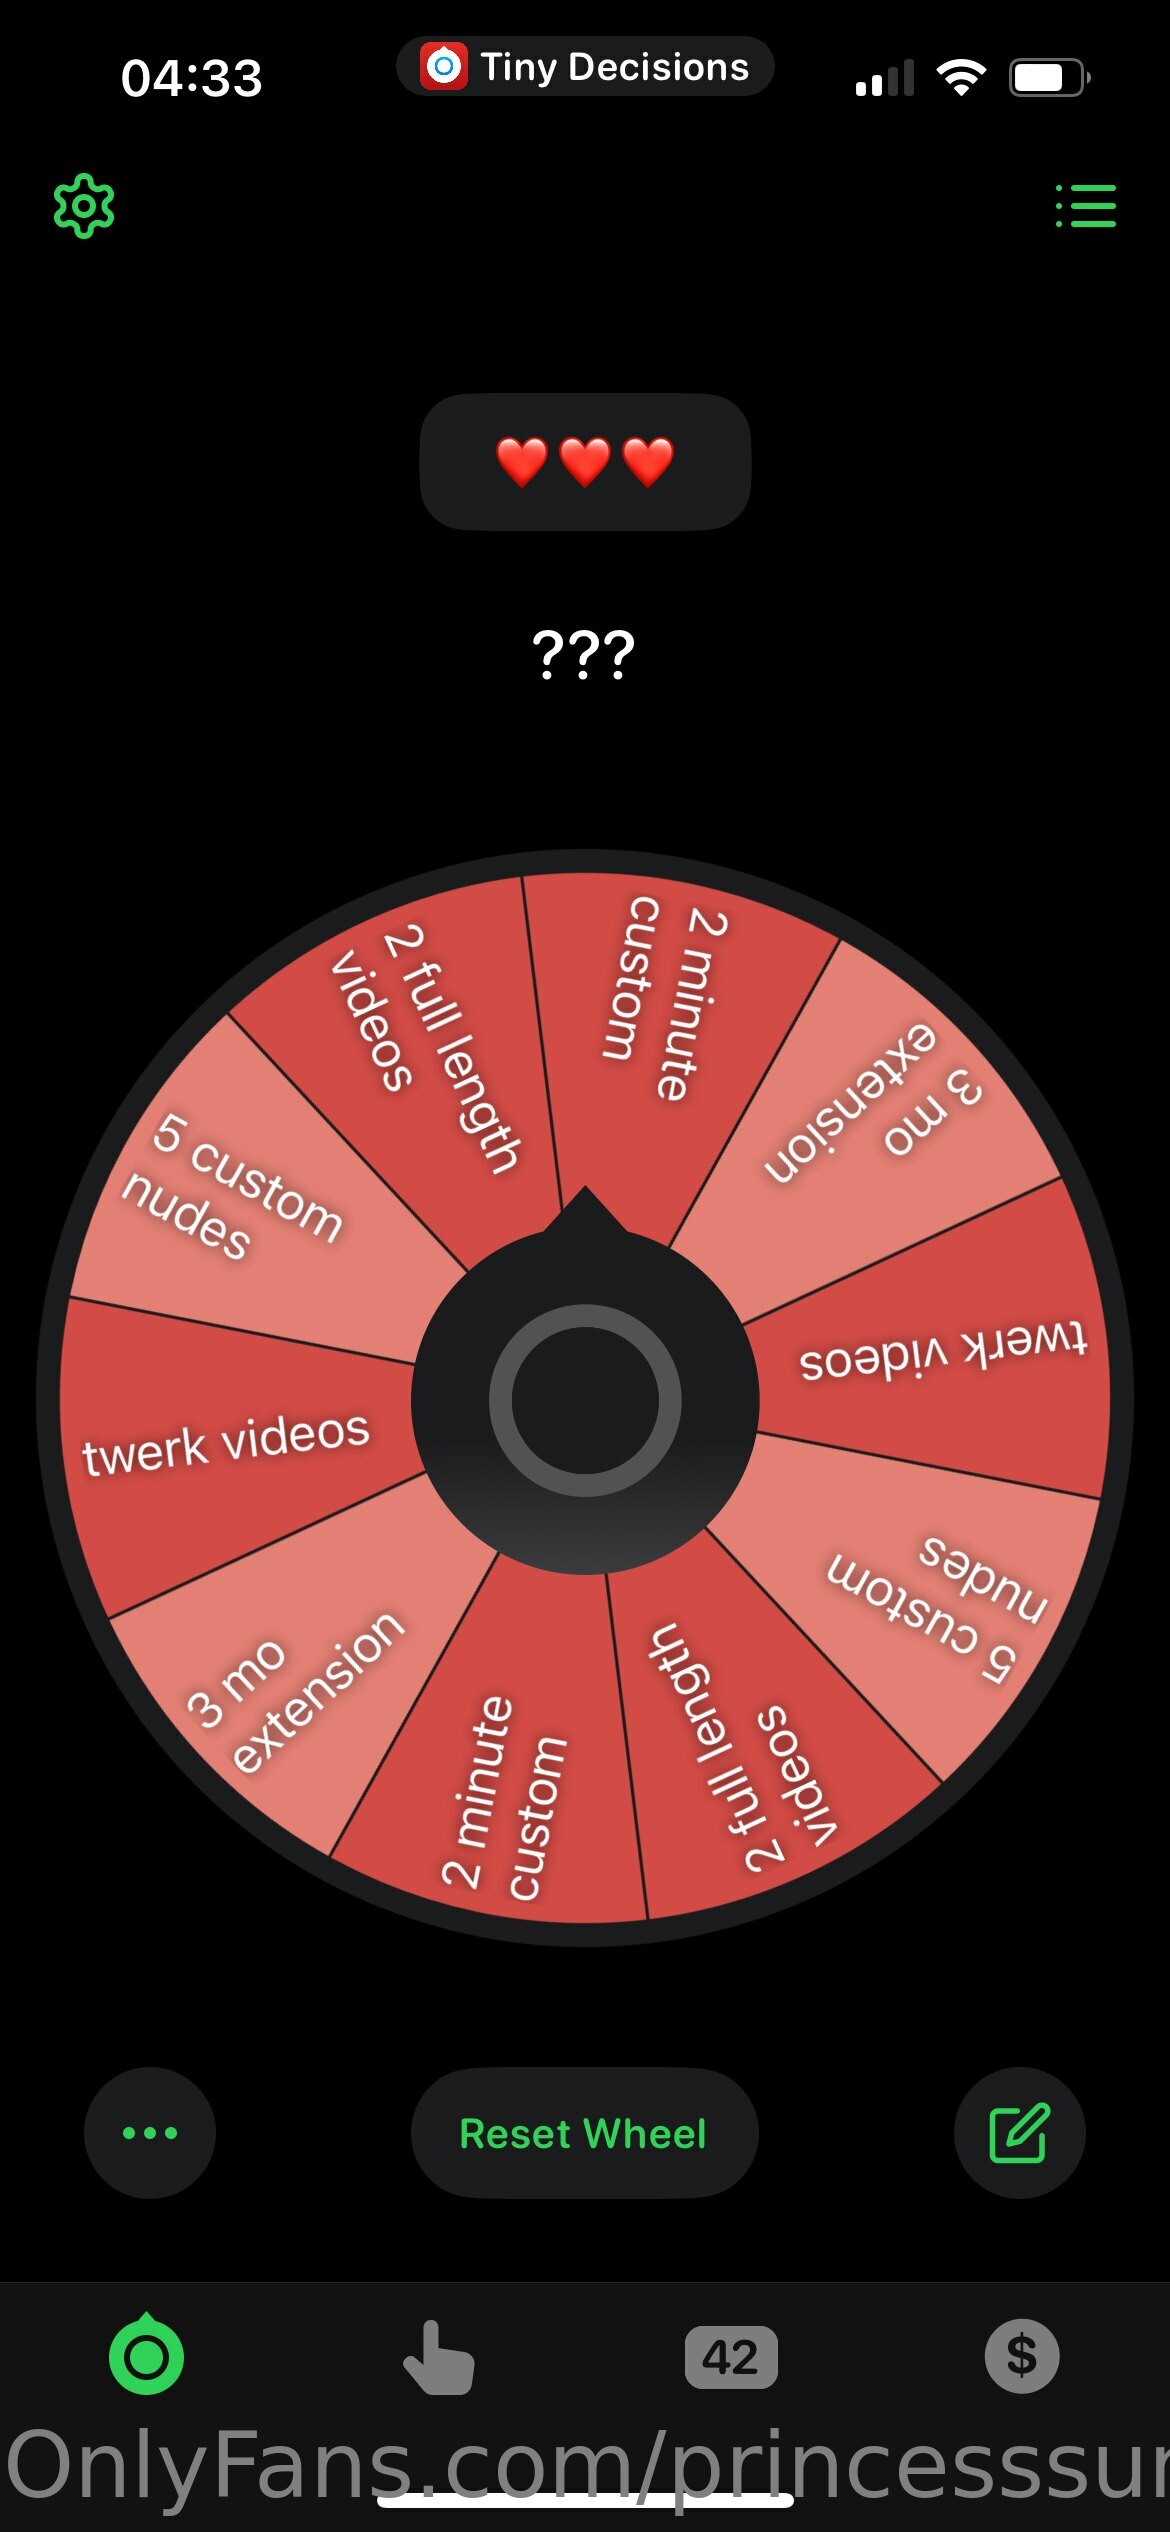 04:33
Tiny Decisions
❤️❤️❤️
???
2 minute
custom
3 mo
extension
twerk videos
5 custom
nudes
2 full length
videos
2 minute
custom
3 mo
extension
twerk videos
5 custom
nudes
2 full length
videos
Reset Wheel
42
$
OnlyFans.com/princesssur